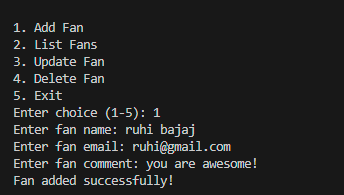 1. Add Fan
2. List Fans
3. Update Fan
4. Delete Fan
5. Exit
Enter choice (1-5): 1
Enter fan name: ruhi bajaj
Enter fan email: ruhi@gmail.com
Enter fan comment: you are awesome!
Fan added successfully!